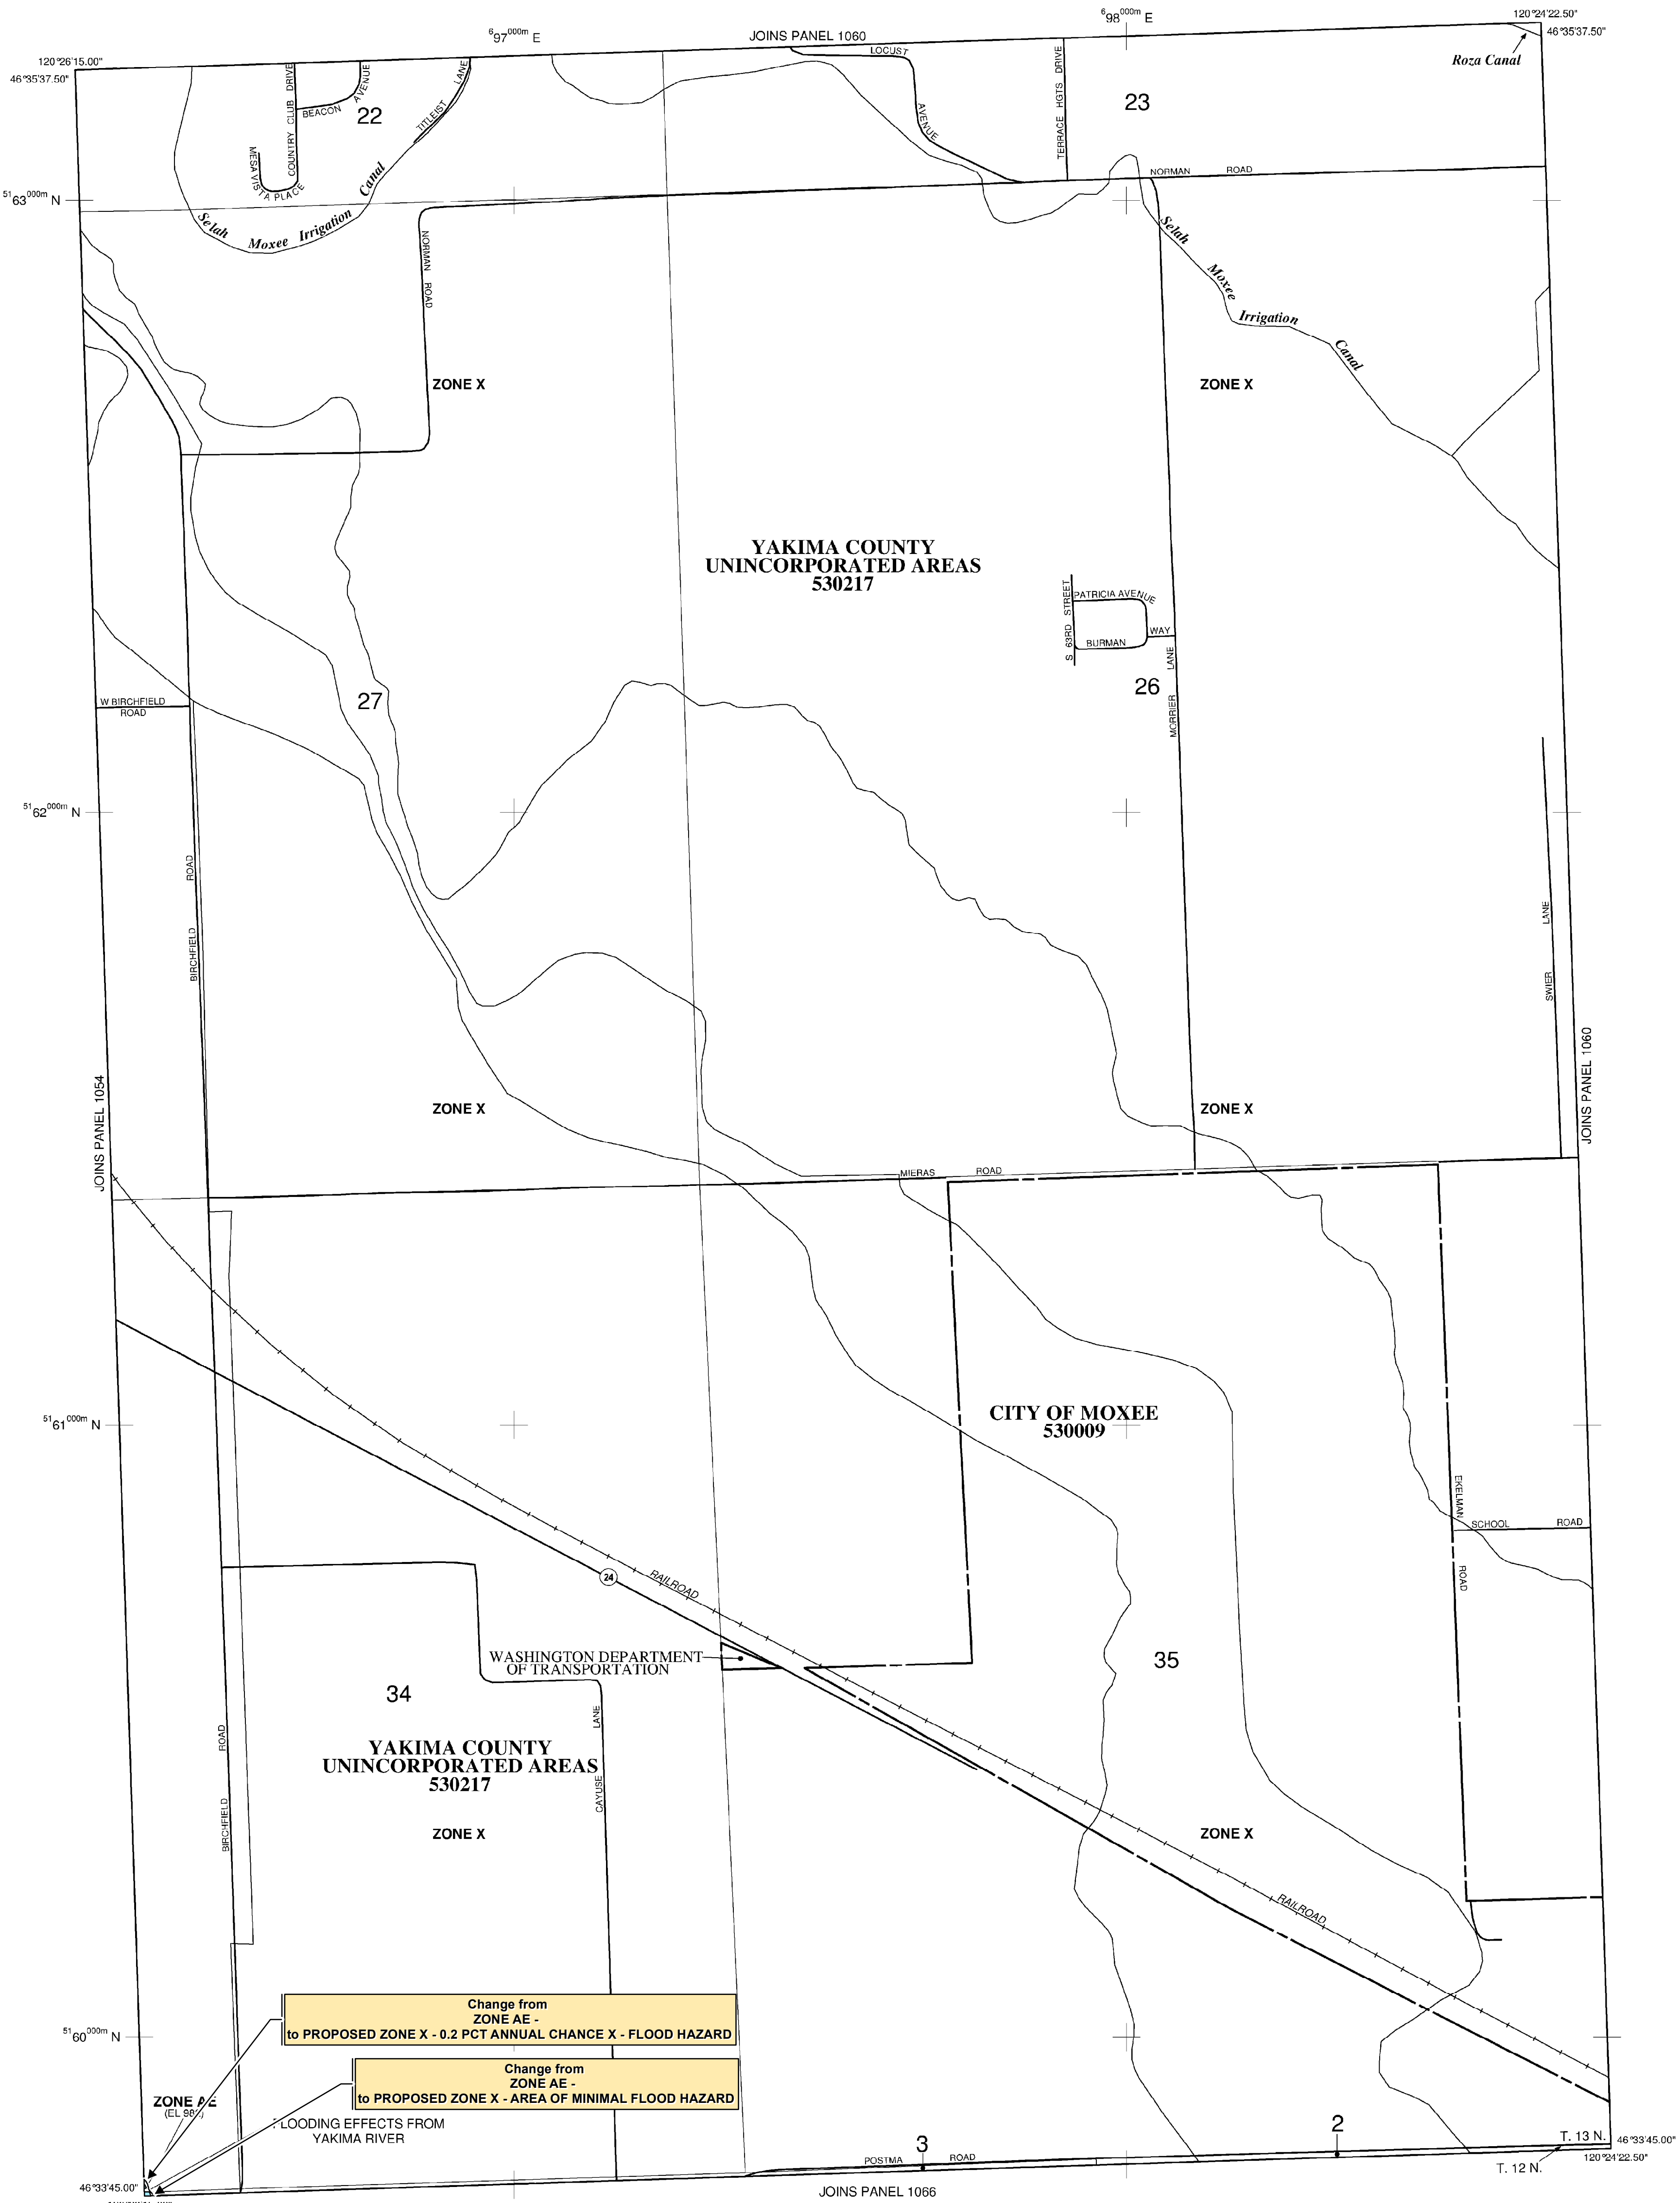 6 97 000m E
JOINS PANEL 1060
6 98 000m E
120°24'22.50"
46°35'37.50"
120°26'15.00"
46°35'37.50"
Roza Canal
LOCUST
AVENUE
TERRACE HGTS DRIVE
23
COUNTRY CLUB DRIVE
BEACON AVENUE
22
TITLEIST LANE
MESA VISTA PLACE
Selah Moxee Irrigation Canal
NORMAN ROAD
51 63 000m N
NORMAN ROAD
Selah Moxee Irrigation Canal
ZONE X
ZONE X
YAKIMA COUNTY
UNINCORPORATED AREAS
530217
S 63RD STREET
PATRICIA AVENUE
BURMAN WAY
MORRIER LANE
26
27
W BIRCHFIELD
ROAD
51 62 000m N
BIRCHFIELD ROAD
SWIER LANE
JOINS PANEL 1054
JOINS PANEL 1060
ZONE X
ZONE X
MIERAS ROAD
CITY OF MOXEE
530009
51 61 000m N
EKELMAN ROAD
SCHOOL ROAD
24
RAILROAD
WASHINGTON DEPARTMENT
OF TRANSPORTATION
35
34
BIRCHFIELD ROAD
CAYUSE LANE
YAKIMA COUNTY
UNINCORPORATED AREAS
530217
ZONE X
ZONE X
RAILROAD
Change from
ZONE AE -
to PROPOSED ZONE X - 0.2 PCT ANNUAL CHANCE X - FLOOD HAZARD
51 60 000m N
Change from
ZONE AE -
to PROPOSED ZONE X - AREA OF MINIMAL FLOOD HAZARD
ZONE AE
(EL
LOODING EFFECTS FROM
YAKIMA RIVER
3
2
POSTMA ROAD
T. 13 N.
T. 12 N.
46°33'45.00"
120°24'22.50"
46°33'45.00"
JOINS PANEL 1066